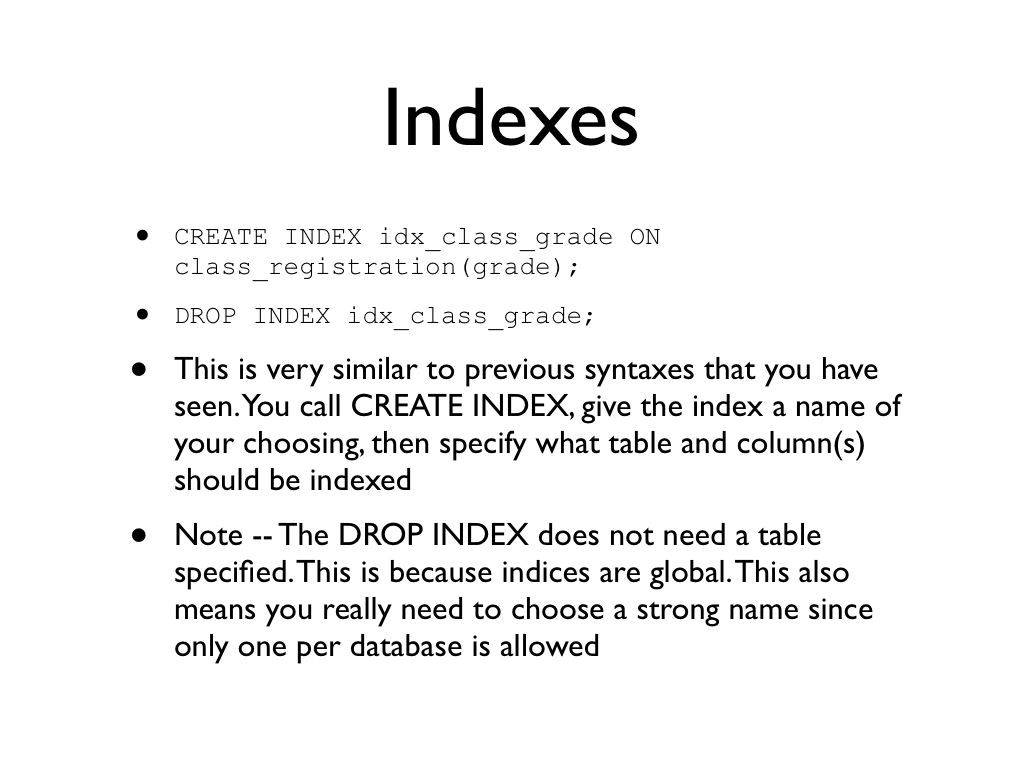 Indexes
• CREATE INDEX idx_class_grade ON
class_registration(grade);
• DROP INDEX idx_class_grade;
• This is very similar to previous syntaxes that you have
seen. You call CREATE INDEX, give the index a name of
your choosing, then specify what table and column(s)
should be indexed
• Note -- The DROP INDEX does not need a table
specified. This is because indices are global. This also
means you really need to choose a strong name since
only one per database is allowed